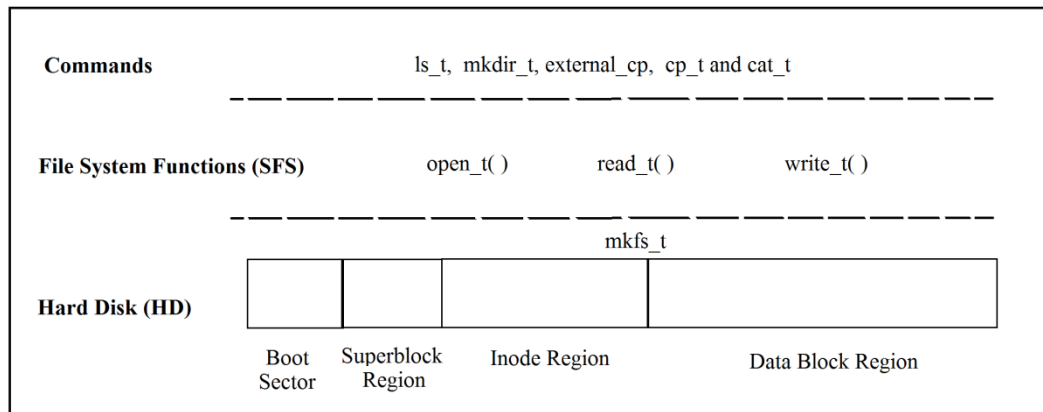 Commands ls_t, mkdir_t, external_cp, cp_t and cat_t
File System Functions (SFS) open_t( ) read_t( ) write_t( )
mkfs_t
Hard Disk (HD)
Boot Sector
Superblock Region
Inode Region
Data Block Region